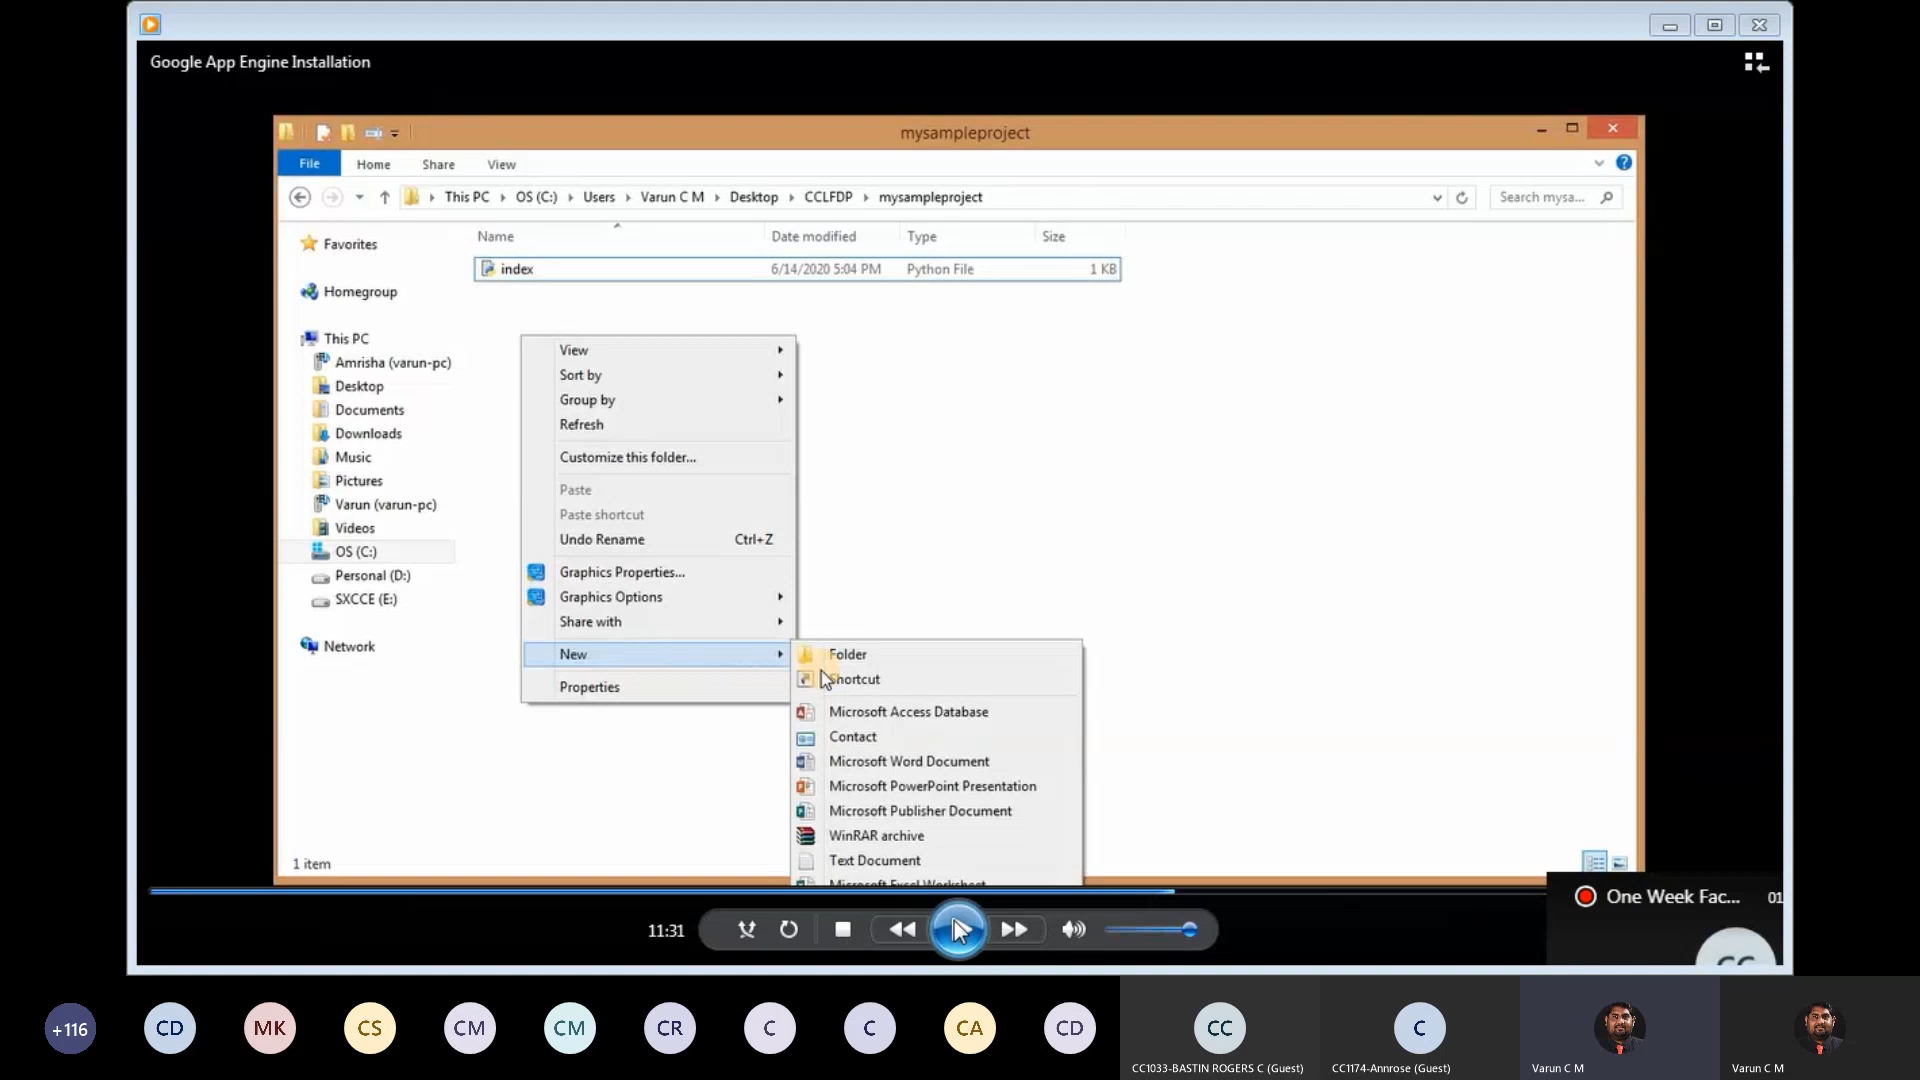 Google App Engine Installation
mysampleproject
File Home Share View
This PC OS (C:) Users Varun C M Desktop CCLFDP mysampleproject
Search mysa...
Name Date modified Type Size
index 6/14/2020 5:04 PM Python File 1 KB
Favorites
Homegroup
This PC
Amrisha (varun-pc)
Desktop
Documents
Downloads
Music
Pictures
Varun (varun-pc)
Videos
OS (C:)
Personal (D:)
SXCCE (E:)
Network
View
Sort by
Group by
Refresh
Customize this folder...
Paste
Paste shortcut
Undo Rename Ctrl+Z
Graphics Properties...
Graphics Options
Share with
New
Properties
Folder
Shortcut
Microsoft Access Database
Contact
Microsoft Word Document
Microsoft PowerPoint Presentation
Microsoft Publisher Document
WinRAR archive
Text Document
Microsoft Excel Worksheet
1 item
One Week Fac... 01
11:31
CC
+116 CD MK CS CM CM CR C C CA CD CC C
CC1033-BASTIN ROGERS C (Guest) CC1174-Annrose (Guest) Varun C M Varun C M